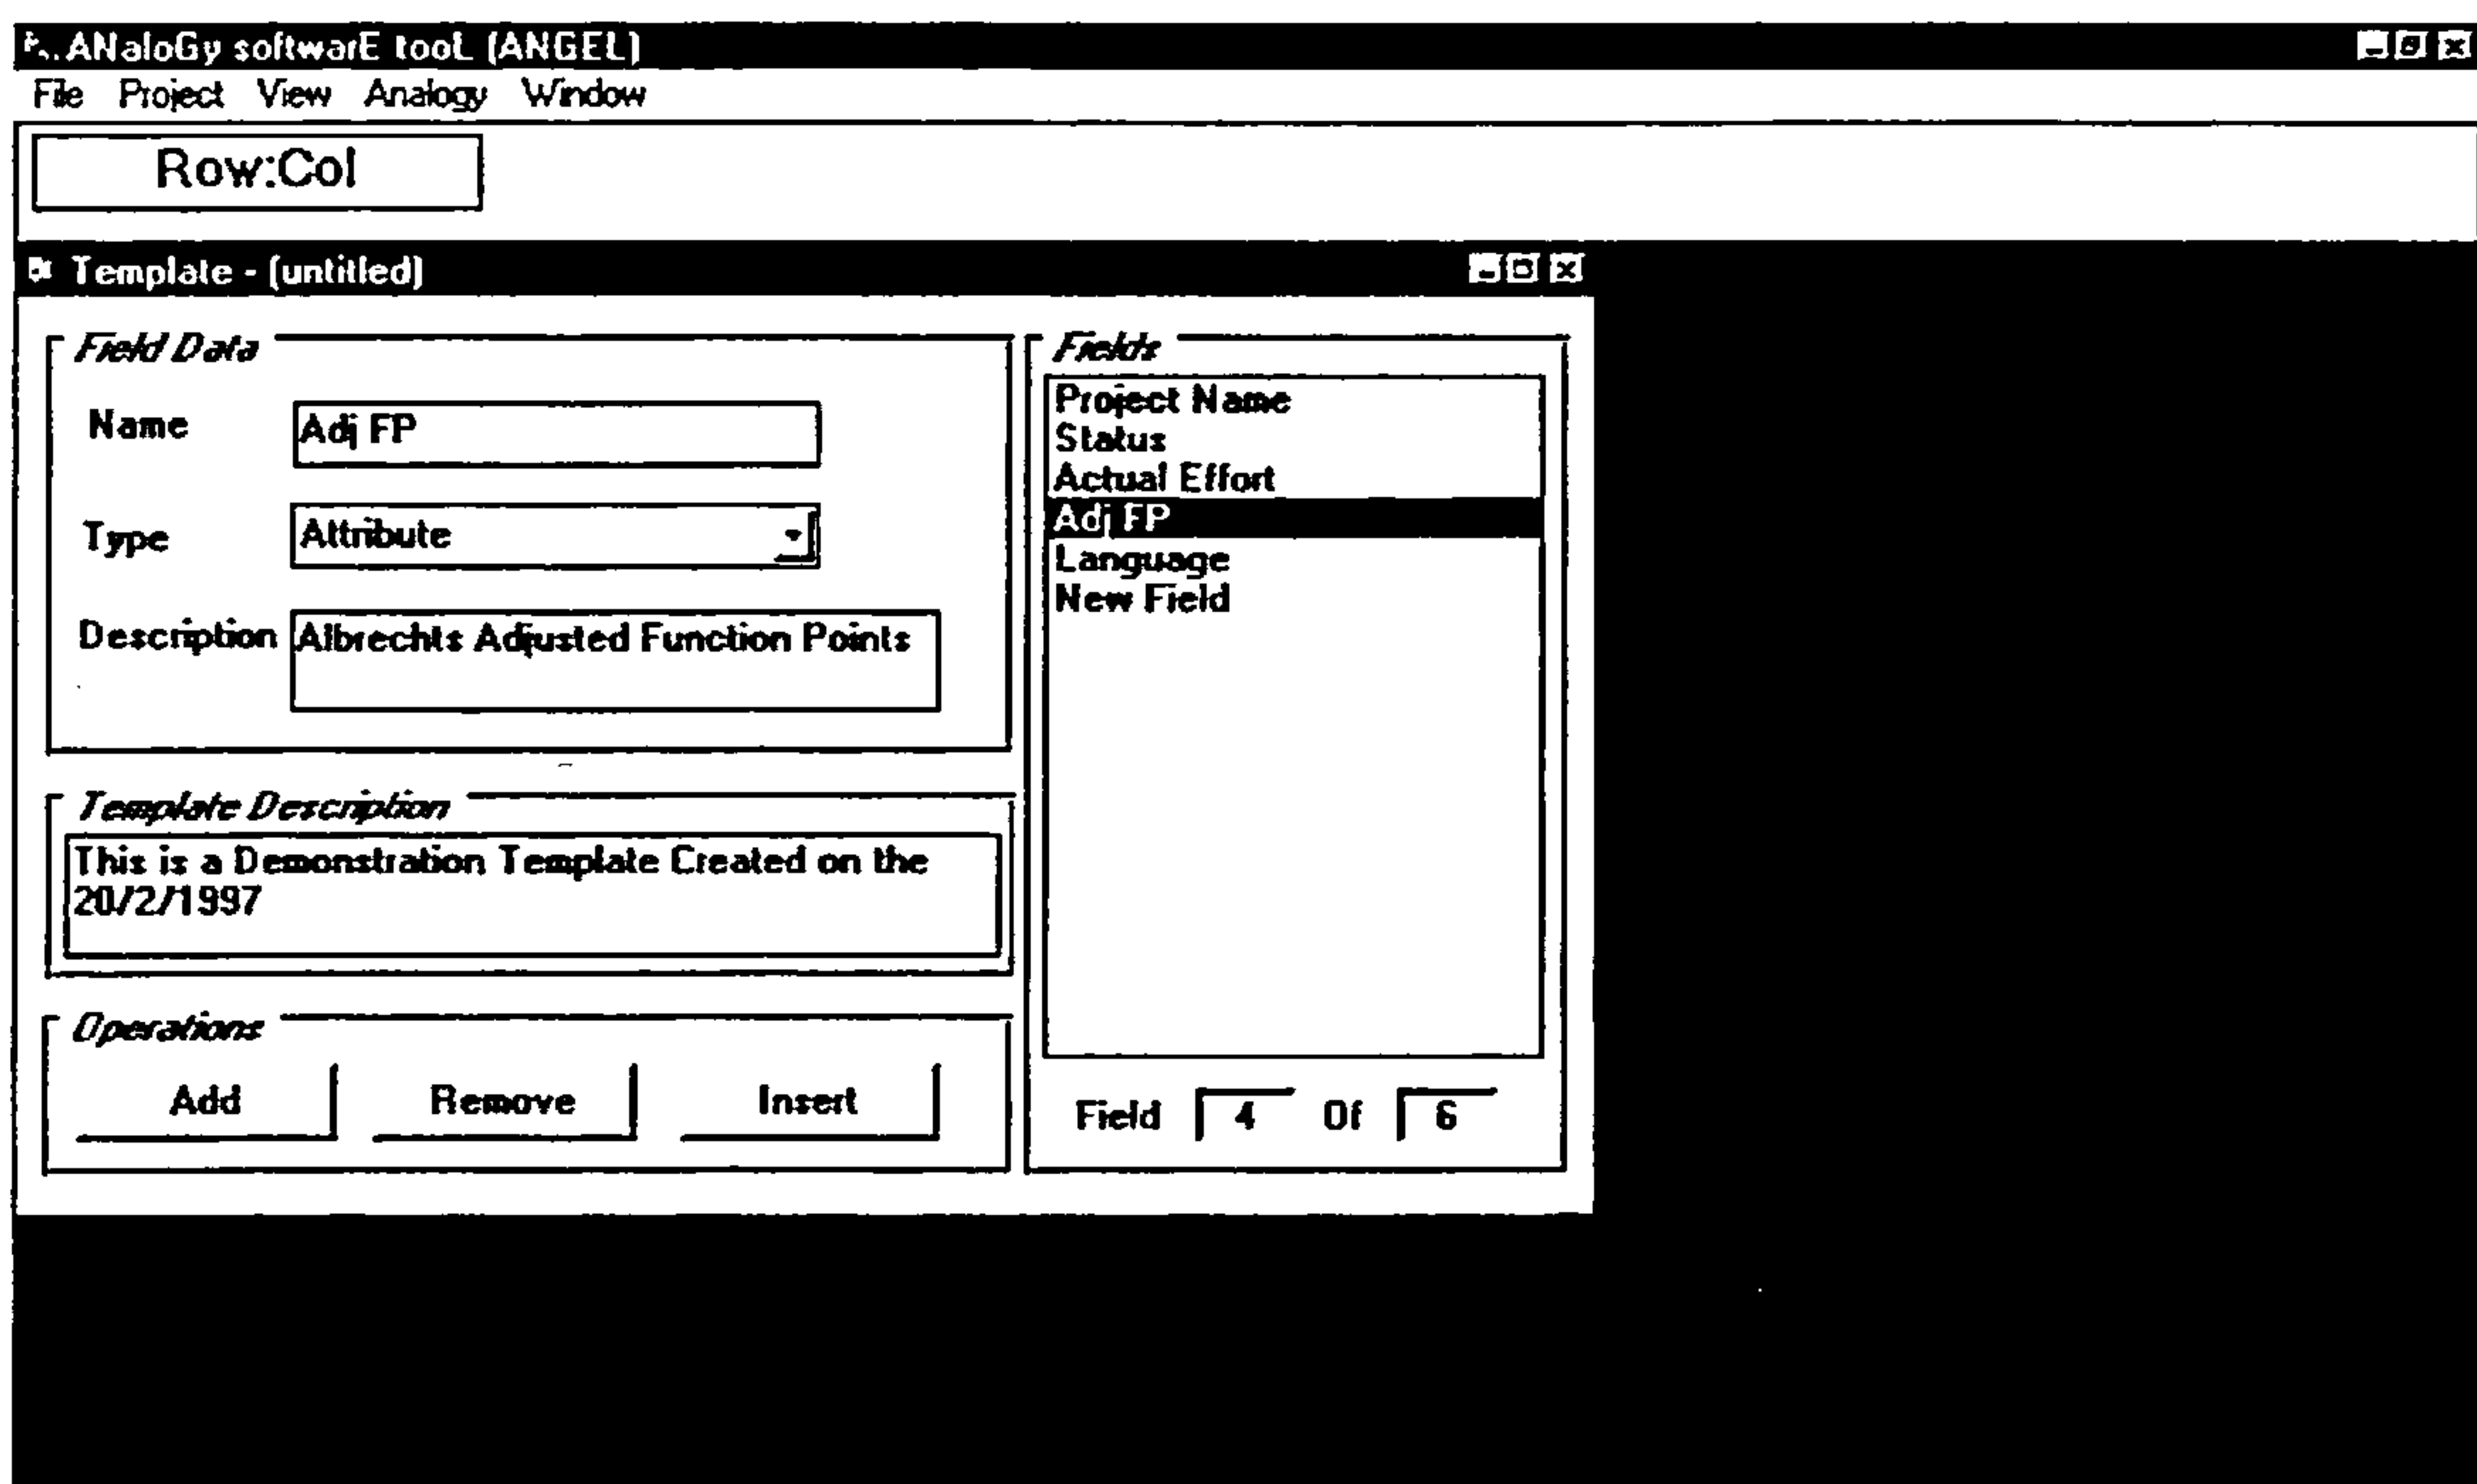 ANaloGy softwarE tooL (ANGEL)
File Project View Analogy Window
Row:Col
Template - (untitled)
Field Data
Name Adj FP
Type Attribute
Description Albrechts Adjusted Function Points
Template Description
This is a Demonstration Template Created on the
20/2/1997
Operations
Add Remove Insert
Fields
Project Name
Status
Actual Effort
Adj FP
Language
New Field
Field 4 Of 6